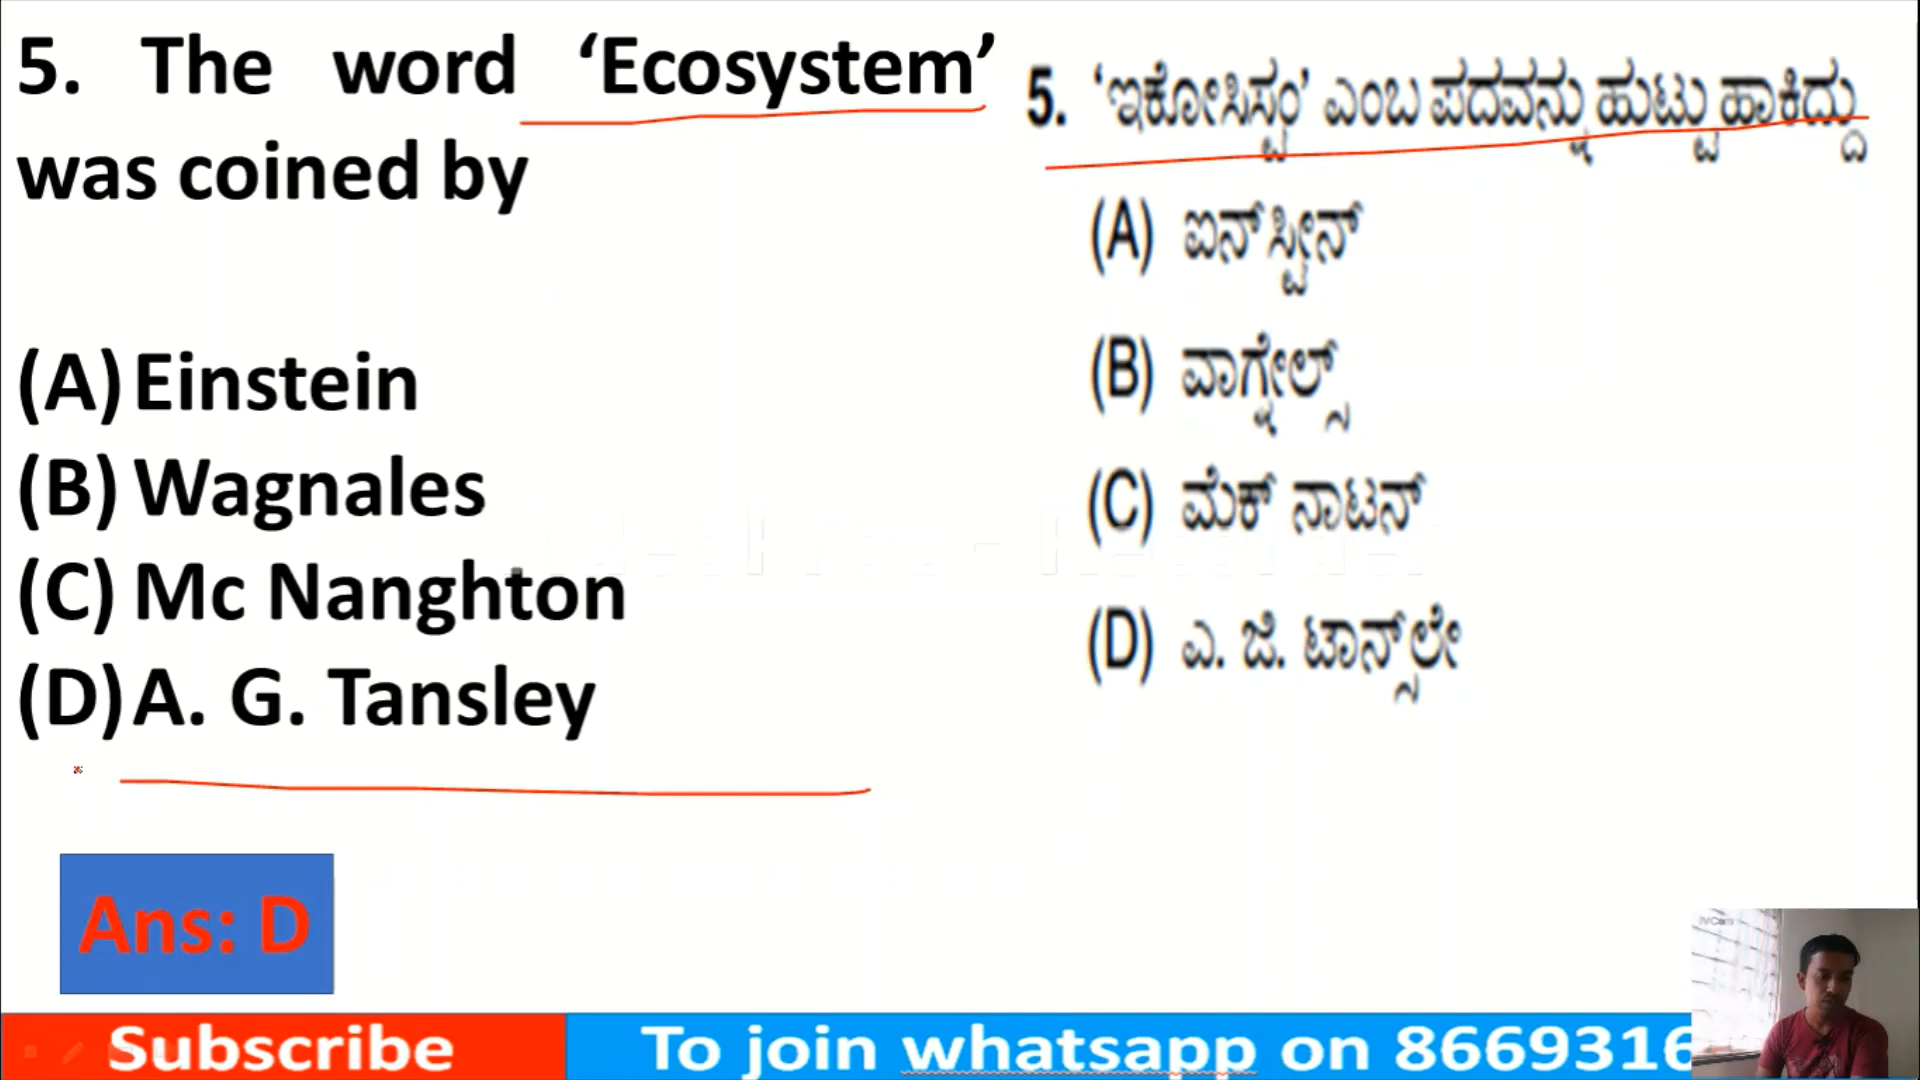 5. The word ‘Ecosystem’
was coined by
(A) Einstein
(B) Wagnales
(C) Mc Nanghton
(D) A. G. Tansley
Ans: D
5. ‘ಇಕೋಸಿಸ್ಟಂ’ ಎಂಬ ಪದವನ್ನು ಹುಟ್ಟು ಹಾಕಿದ್ದು
(A) ಐನ್‌ಸ್ಟೀನ್
(B) ವಾಗ್ನೇಲ್ಸ್
(C) ಮೆಕ್ ನಾಟನ್
(D) ಎ. ಜಿ. ಟಾನ್ಸ್‌ಲೇ
Subscribe
To join whatsapp on 8669316